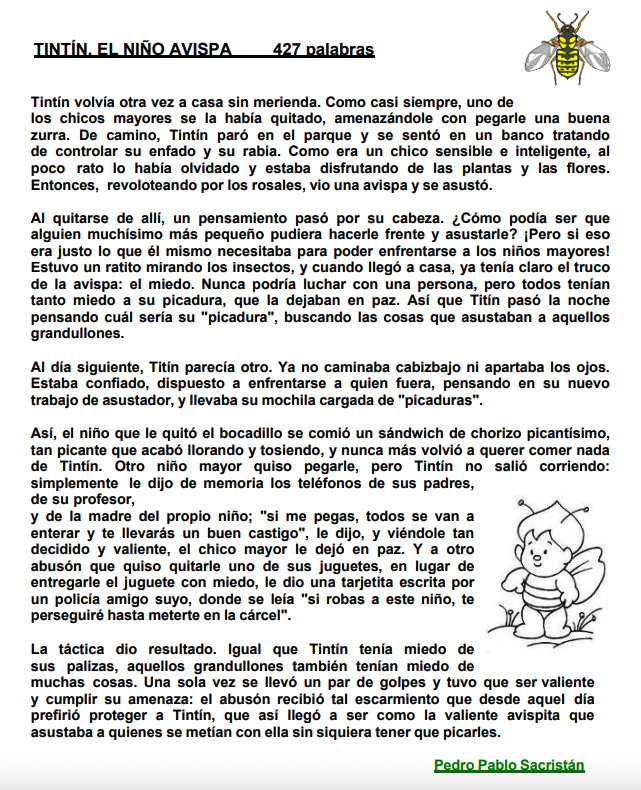 TINTÍN, EL NIÑO AVISPA 427 palabras
Tintín volvía otra vez a casa sin merienda. Como casi siempre, uno de
los chicos mayores se la había quitado, amenazándole con pegarle una buena
zurra. De camino, Tintín paró en el parque y se sentó en un banco tratando
de controlar su enfado y su rabia. Como era un chico sensible e inteligente, al
poco rato lo había olvidado y estaba disfrutando de las plantas y las flores.
Entonces, revoloteando por los rosales, vio una avispa y se asustó.
Al quitarse de allí, un pensamiento pasó por su cabeza. ¿Cómo podía ser que
alguien muchísimo más pequeño pudiera hacerle frente y asustarle? ¡Pero si eso
era justo lo que él mismo necesitaba para poder enfrentarse a los niños mayores!
Estuvo un ratito mirando los insectos, y cuando llegó a casa, ya tenía claro el truco
de la avispa: el miedo. Nunca podría luchar con una persona, pero todos tenían
tanto miedo a su picadura, que la dejaban en paz. Así que Titín pasó la noche
pensando cuál sería su "picadura", buscando las cosas que asustaban a aquellos
grandullones.
Al día siguiente, Titín parecía otro. Ya no caminaba cabizbajo ni apartaba los ojos.
Estaba confiado, dispuesto a enfrentarse a quien fuera, pensando en su nuevo
trabajo de asustador, y llevaba su mochila cargada de "picaduras".
Así, el niño que le quitó el bocadillo se comió un sándwich de chorizo picantísimo,
tan picante que acabó llorando y tosiendo, y nunca más volvió a querer comer nada
de Tintín. Otro niño mayor quiso pegarle, pero Tintín no salió corriendo:
simplemente le dijo de memoria los teléfonos de sus padres,
de su profesor,
y de la madre del propio niño; "si me pegas, todos se van a
enterar y te llevarás un buen castigo", le dijo, y viéndole tan
decidido y valiente, el chico mayor le dejó en paz. Y a otro
abusón que quiso quitarle uno de sus juguetes, en lugar de
entregarle el juguete con miedo, le dio una tarjetita escrita por
un policía amigo suyo, donde se leía "si robas a este niño, te
perseguiré hasta meterte en la cárcel".
La táctica dio resultado. Igual que Tintín tenía miedo de
sus palizas, aquellos grandullones también tenían miedo de
muchas cosas. Una sola vez se llevó un par de golpes y tuvo que ser valiente
y cumplir su amenaza: el abusón recibió tal escarmiento que desde aquel día
prefirió proteger a Tintín, que así llegó a ser como la valiente avispita que
asustaba a quienes se metían con ella sin siquiera tener que picarles.
Pedro Pablo Sacristán